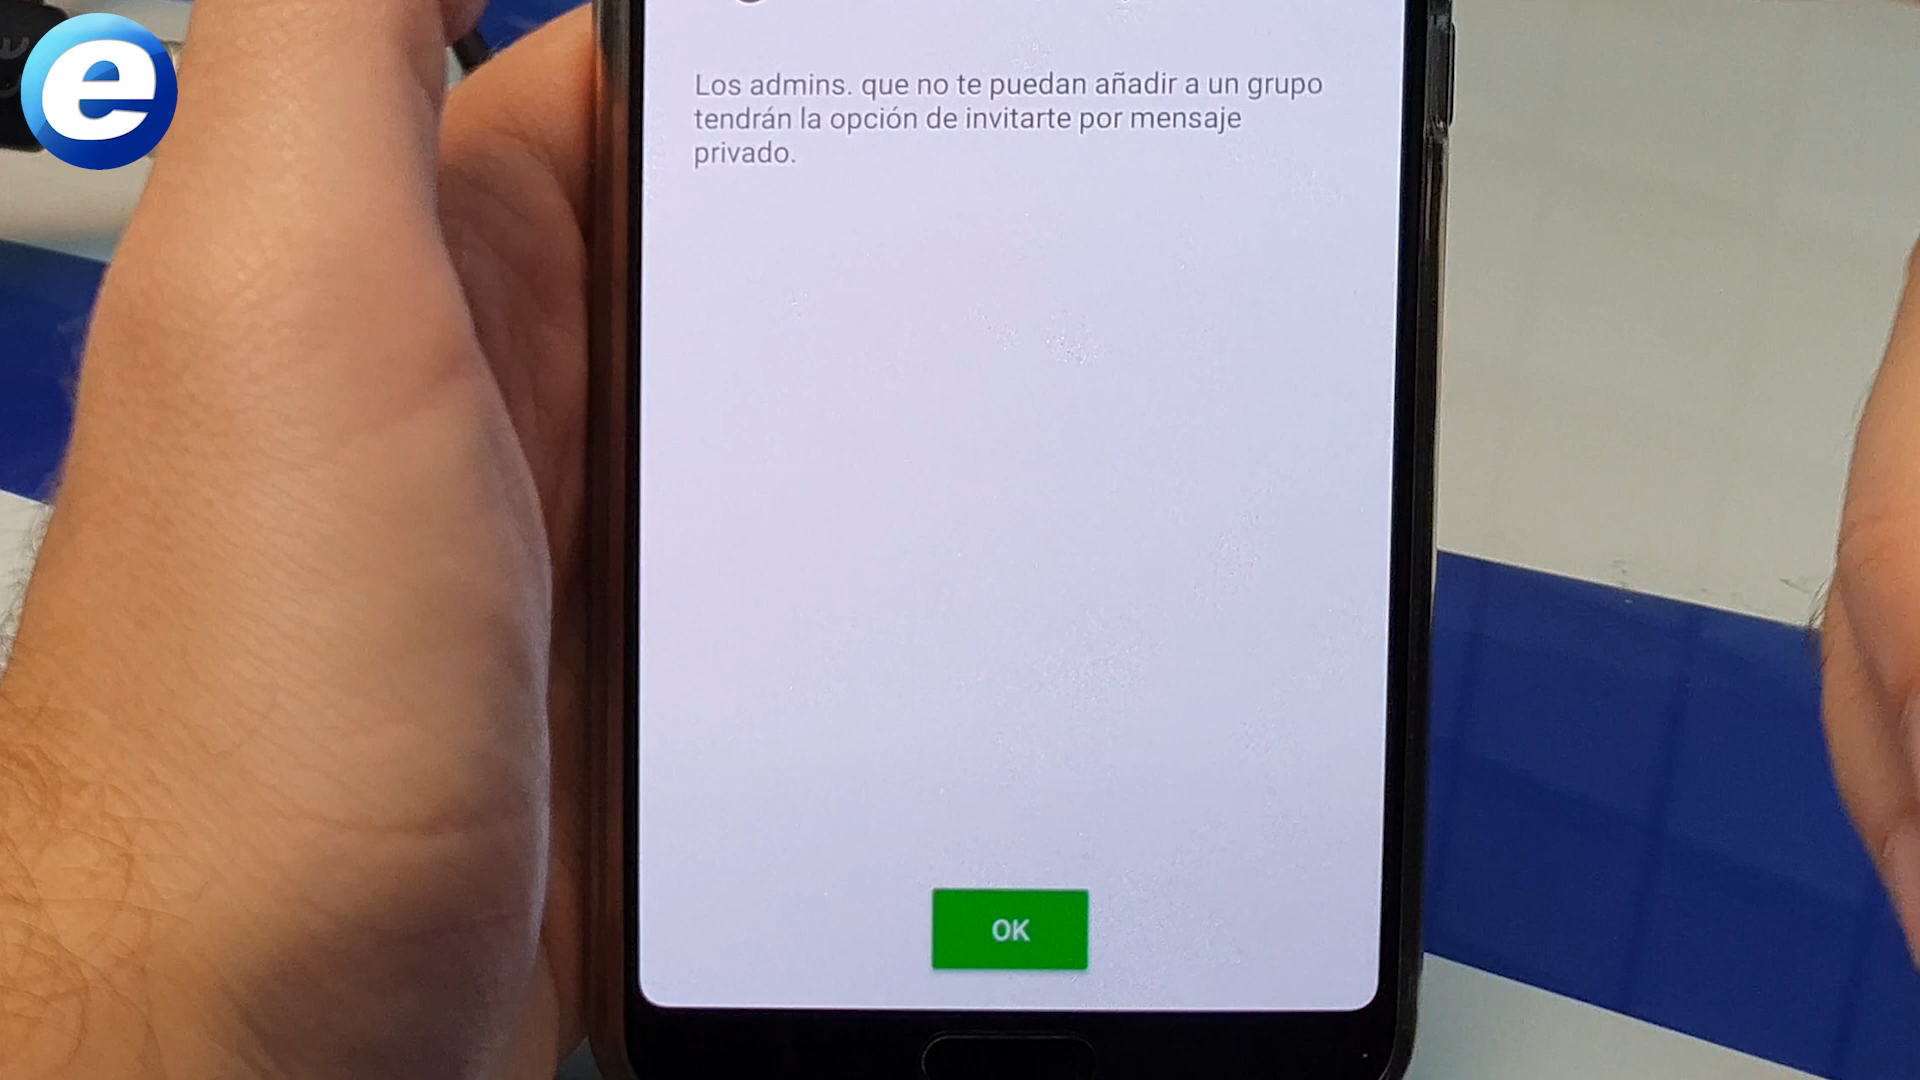 e
Los admins. que no te puedan añadir a un grupo
tendrán la opción de invitarte por mensaje
privado.
OK